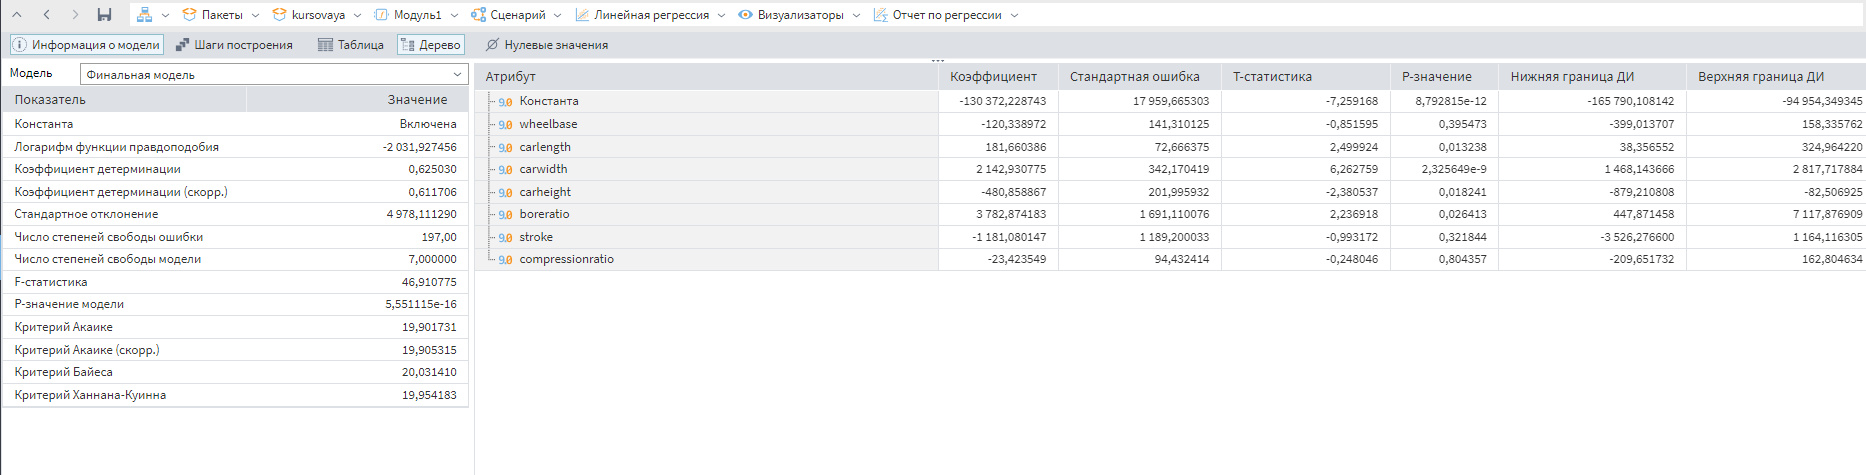 Пакеты kursovaya Модуль1 Сценарий Линейная регрессия Визуализаторы Отчет по регрессии
Информация о модели Шаги построения Таблица Дерево Нулевые значения
Модель Финальная модель
Показатель Значение
Константа Включена
Логарифм функции правдоподобия -2 031,927456
Коэффициент детерминации 0,625030
Коэффициент детерминации (скорр.) 0,611706
Стандартное отклонение 4 978,111290
Число степеней свободы ошибки 197,00
Число степеней свободы модели 7,000000
F-статистика 46,910775
P-значение модели 5,551115e-16
Критерий Акаике 19,901731
Критерий Акаике (скорр.) 19,905315
Критерий Байеса 20,031410
Критерий Ханнана-Куинна 19,954183
Атрибут Коэффициент Стандартная ошибка T-статистика P-значение Нижняя граница ДИ Верхняя граница ДИ
9.0 Константа -130 372,228743 17 959,665303 -7,259168 8,792815e-12 -165 790,108142 -94 954,349345
9.0 wheelbase -120,338972 141,310125 -0,851595 0,395473 -399,013707 158,335762
9.0 carlength 181,660386 72,666375 2,499924 0,013238 38,356552 324,964220
9.0 carwidth 2 142,930775 342,170419 6,262759 2,325649e-9 1 468,143666 2 817,717884
9.0 carheight -480,858867 201,995932 -2,380537 0,018241 -879,210808 -82,506925
9.0 boreratio 3 782,874183 1 691,110076 2,236918 0,026413 447,871458 7 117,876909
9.0 stroke -1 181,080147 1 189,200033 -0,993172 0,321844 -3 526,276600 1 164,116305
9.0 compressionratio -23,423549 94,432414 -0,248046 0,804357 -209,651732 162,804634